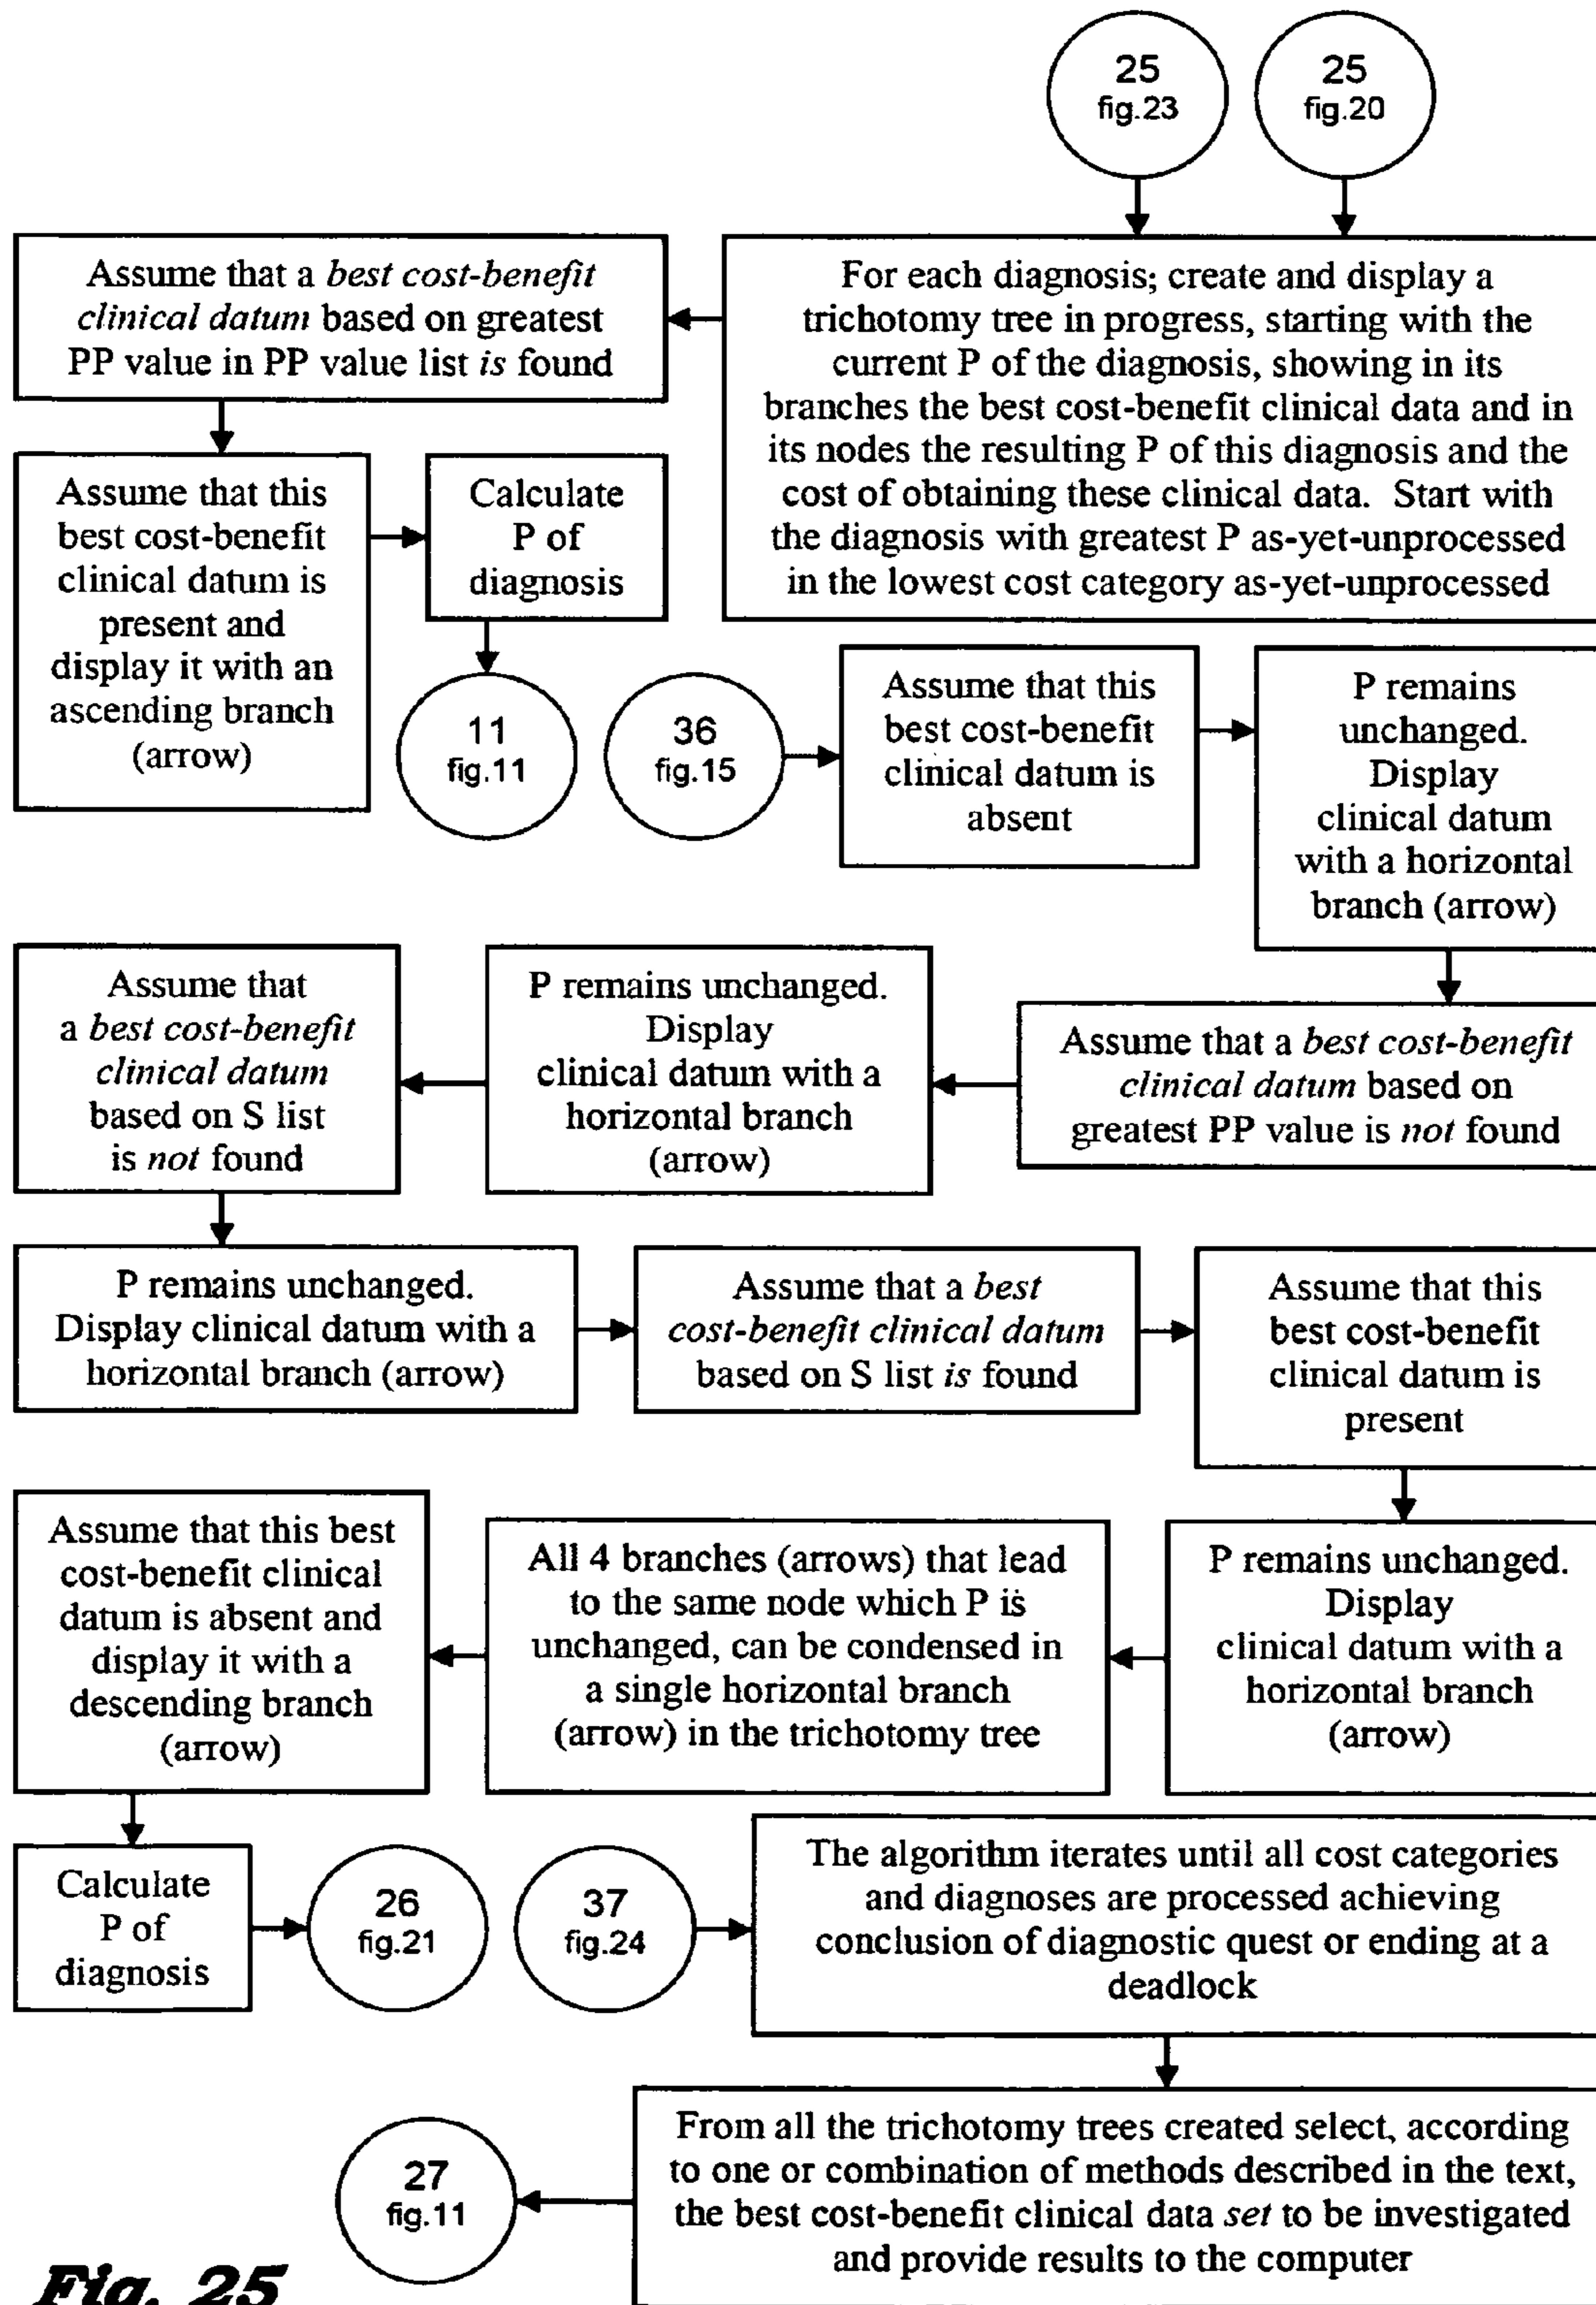 25
fig.23
25
fig.20
Assume that a best cost-benefit
clinical datum based on greatest
PP value in PP value list is found
For each diagnosis; create and display a
trichotomy tree in progress, starting with the
current P of the diagnosis, showing in its
branches the best cost-benefit clinical data and in
its nodes the resulting P of this diagnosis and the
cost of obtaining these clinical data. Start with
the diagnosis with greatest P as-yet-unprocessed
in the lowest cost category as-yet-unprocessed
Assume that this
best cost-benefit
clinical datum is
present and
display it with an
ascending branch
(arrow)
Calculate
P of
diagnosis
11
fig.11
36
fig.15
Assume that this
best cost-benefit
clinical datum is
absent
P remains
unchanged.
Display
clinical datum
with a horizontal
branch (arrow)
Assume that a best cost-benefit
clinical datum based on
greatest PP value is not found
P remains unchanged.
Display
clinical datum with a
horizontal branch
(arrow)
Assume that
a best cost-benefit
clinical datum
based on S list
is not found
P remains unchanged.
Display clinical datum with a
horizontal branch (arrow)
Assume that a best
cost-benefit clinical datum
based on S list is found
Assume that this
best cost-benefit
clinical datum is
present
P remains unchanged.
Display
clinical datum with a
horizontal branch
(arrow)
All 4 branches (arrows) that lead
to the same node which P is
unchanged, can be condensed in
a single horizontal branch
(arrow) in the trichotomy tree
Assume that this best
cost-benefit clinical
datum is absent and
display it with a
descending branch
(arrow)
Calculate
P of
diagnosis
26
fig.21
37
fig.24
The algorithm iterates until all cost categories
and diagnoses are processed achieving
conclusion of diagnostic quest or ending at a
deadlock
From all the trichotomy trees created select, according
to one or combination of methods described in the text,
the best cost-benefit clinical data set to be investigated
and provide results to the computer
27
fig.11
Fig. 25